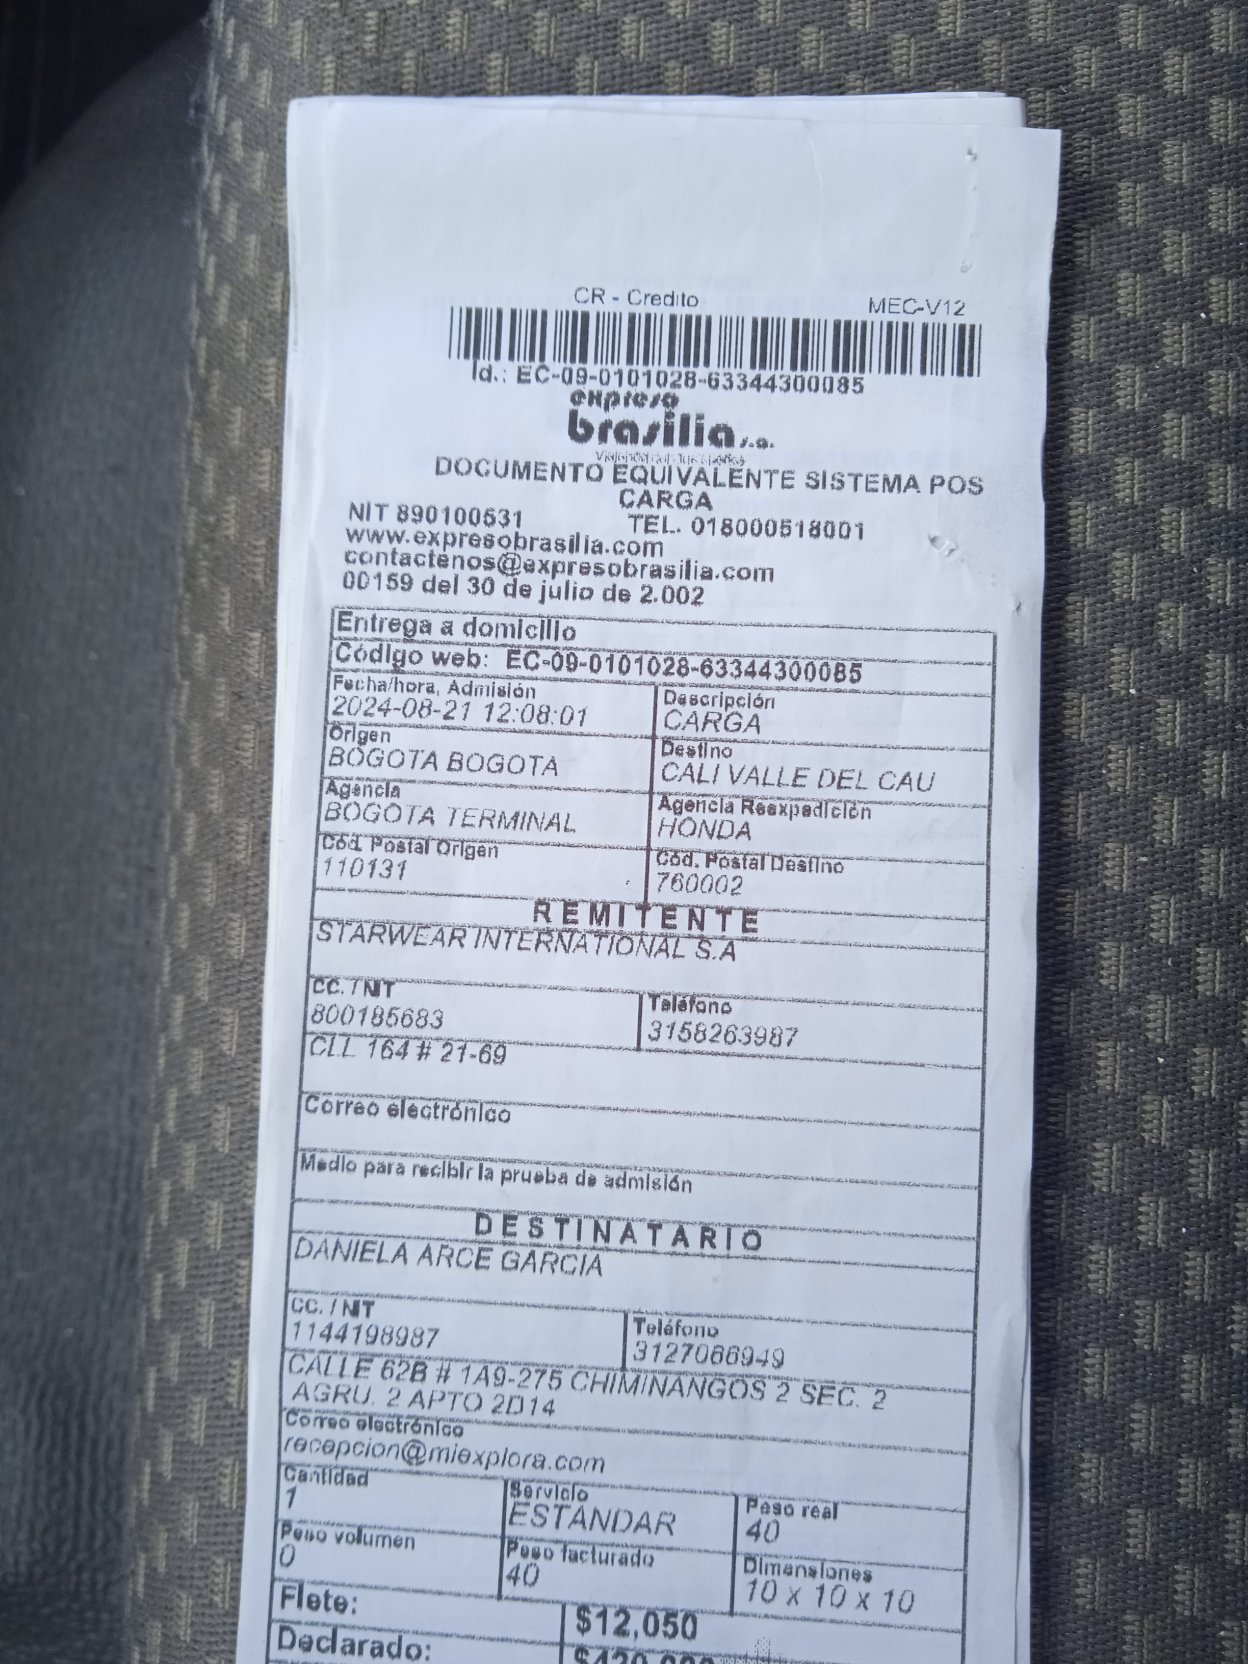 CR - Credito MEC-V12
Id.: EC-09-0101028-63344300085
expreso
brasilia s.a.
DOCUMENTO EQUIVALENTE SISTEMA POS
CARGA
NIT 890100531 TEL. 018000518001
www.expresobrasilia.com
contactenos@expresobrasilia.com
00159 del 30 de julio de 2.002
Entrega a domicilio
Código web: EC-09-0101028-63344300085
Fecha/hora, Admisión Descripción
2024-08-21 12:08:01 CARGA
Origen Destino
BOGOTA BOGOTA CALI VALLE DEL CAU
Agencia Agencia Reexpedición
BOGOTA TERMINAL HONDA
Cód. Postal Origen Cód. Postal Destino
110131 760002
REMITENTE
STARWEAR INTERNATIONAL S.A
CC. / NIT Teléfono
800185683 3158263987
CLL 164 # 21-69
Correo electrónico
Medio para recibir la prueba de admisión
DESTINATARIO
DANIELA ARCE GARCIA
CC. / NIT Teléfono
1144198987 3127066949
CALLE 62B # 1A9-275 CHIMINANGOS 2 SEC. 2
AGRU. 2 APTO 2D14
Correo electrónico
recepcion@miexplora.com
Cantidad Servicio Peso real
1 ESTANDAR 40
Peso volumen Peso facturado Dimensiones
0 40 10 x 10 x 10
Flete: $12,050
Declarado: